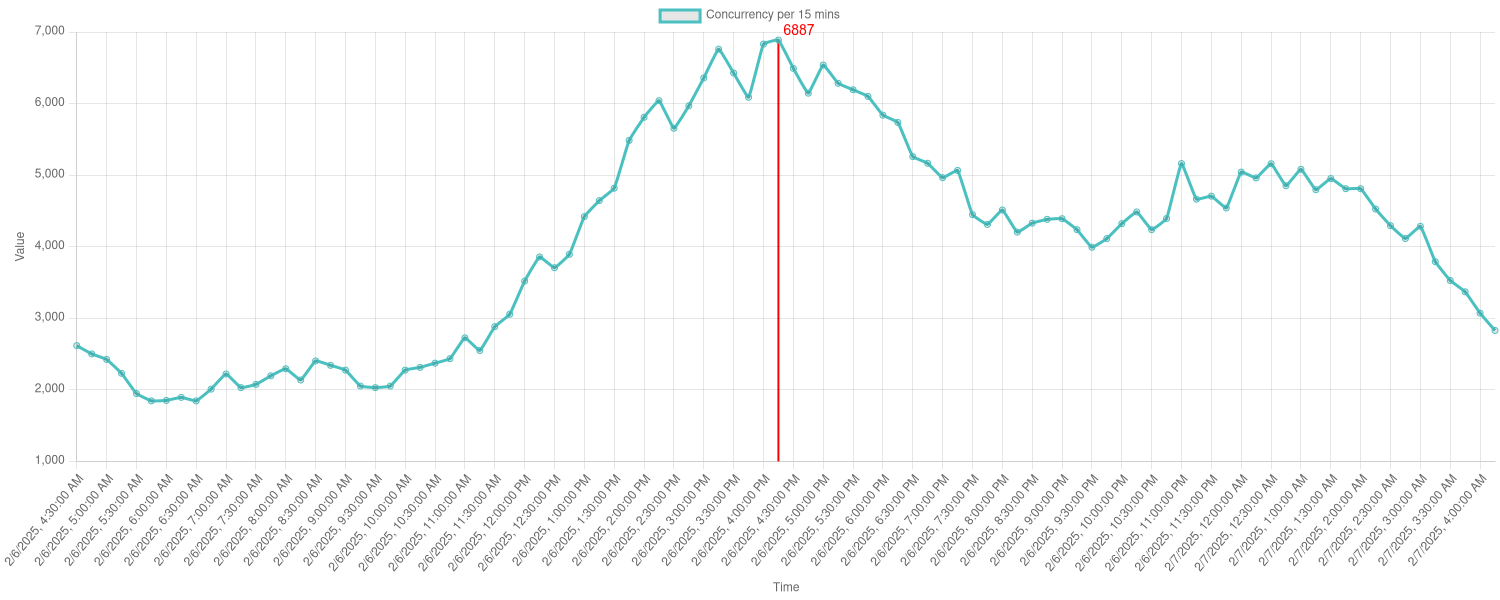 Concurrency per 15 mins
6887
7,000
6,000
5,000
4,000
3,000
2,000
1,000
Value
2/6/2025, 4:30:00 AM
2/6/2025, 5:00:00 AM
2/6/2025, 5:30:00 AM
2/6/2025, 6:00:00 AM
2/6/2025, 6:30:00 AM
2/6/2025, 7:00:00 AM
2/6/2025, 7:30:00 AM
2/6/2025, 8:00:00 AM
2/6/2025, 8:30:00 AM
2/6/2025, 9:00:00 AM
2/6/2025, 9:30:00 AM
2/6/2025, 10:00:00 AM
2/6/2025, 10:30:00 AM
2/6/2025, 11:00:00 AM
2/6/2025, 11:30:00 AM
2/6/2025, 12:00:00 PM
2/6/2025, 12:30:00 PM
2/6/2025, 1:00:00 PM
2/6/2025, 1:30:00 PM
2/6/2025, 2:00:00 PM
2/6/2025, 2:30:00 PM
2/6/2025, 3:00:00 PM
2/6/2025, 3:30:00 PM
2/6/2025, 4:00:00 PM
2/6/2025, 4:30:00 PM
2/6/2025, 5:00:00 PM
2/6/2025, 5:30:00 PM
2/6/2025, 6:00:00 PM
2/6/2025, 6:30:00 PM
2/6/2025, 7:00:00 PM
2/6/2025, 7:30:00 PM
2/6/2025, 8:00:00 PM
2/6/2025, 8:30:00 PM
2/6/2025, 9:00:00 PM
2/6/2025, 9:30:00 PM
2/6/2025, 10:00:00 PM
2/6/2025, 10:30:00 PM
2/6/2025, 11:00:00 PM
2/6/2025, 11:30:00 PM
2/7/2025, 12:00:00 AM
2/7/2025, 12:30:00 AM
2/7/2025, 1:00:00 AM
2/7/2025, 1:30:00 AM
2/7/2025, 2:00:00 AM
2/7/2025, 2:30:00 AM
2/7/2025, 3:00:00 AM
2/7/2025, 3:30:00 AM
2/7/2025, 4:00:00 AM
Time